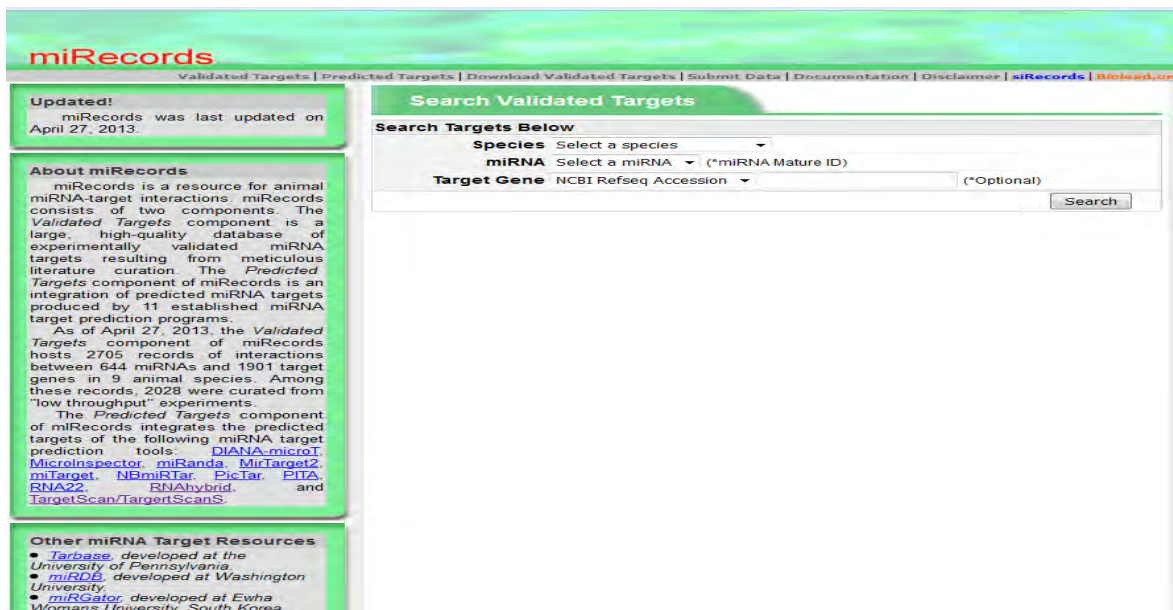 miRecords
Validated Targets | Predicted Targets | Download Validated Targets | Submit Data | Documentation | Disclaimer | siRecords | Biolead.or
Updated!
miRecords was last updated on
April 27, 2013.
About miRecords
miRecords is a resource for animal
miRNA-target interactions. miRecords
consists of two components. The
Validated Targets component is a
large, high-quality database of
experimentally validated miRNA
targets resulting from meticulous
literature curation. The Predicted
Targets component of miRecords is an
integration of predicted miRNA targets
produced by 11 established miRNA
target prediction programs.
As of April 27, 2013, the Validated
Targets component of miRecords
hosts 2705 records of interactions
between 644 miRNAs and 1901 target
genes in 9 animal species. Among
these records, 2028 were curated from
"low throughput" experiments.
The Predicted Targets component
of miRecords integrates the predicted
targets of the following miRNA target
prediction tools: DIANA-microT,
MicroInspector, miRanda, MirTarget2,
miTarget, NBmiRTar, PicTar, PITA,
RNA22, RNAhybrid, and
TargetScan/TargertScanS.
Other miRNA Target Resources
• Tarbase, developed at the
University of Pennsylvania.
• miRDB, developed at Washington
University.
• miRGator, developed at Ewha
Womans University, South Korea
Search Validated Targets
Search Targets Below
Species Select a species
miRNA Select a miRNA (*miRNA Mature ID)
Target Gene NCBI Refseq Accession (*Optional)
Search